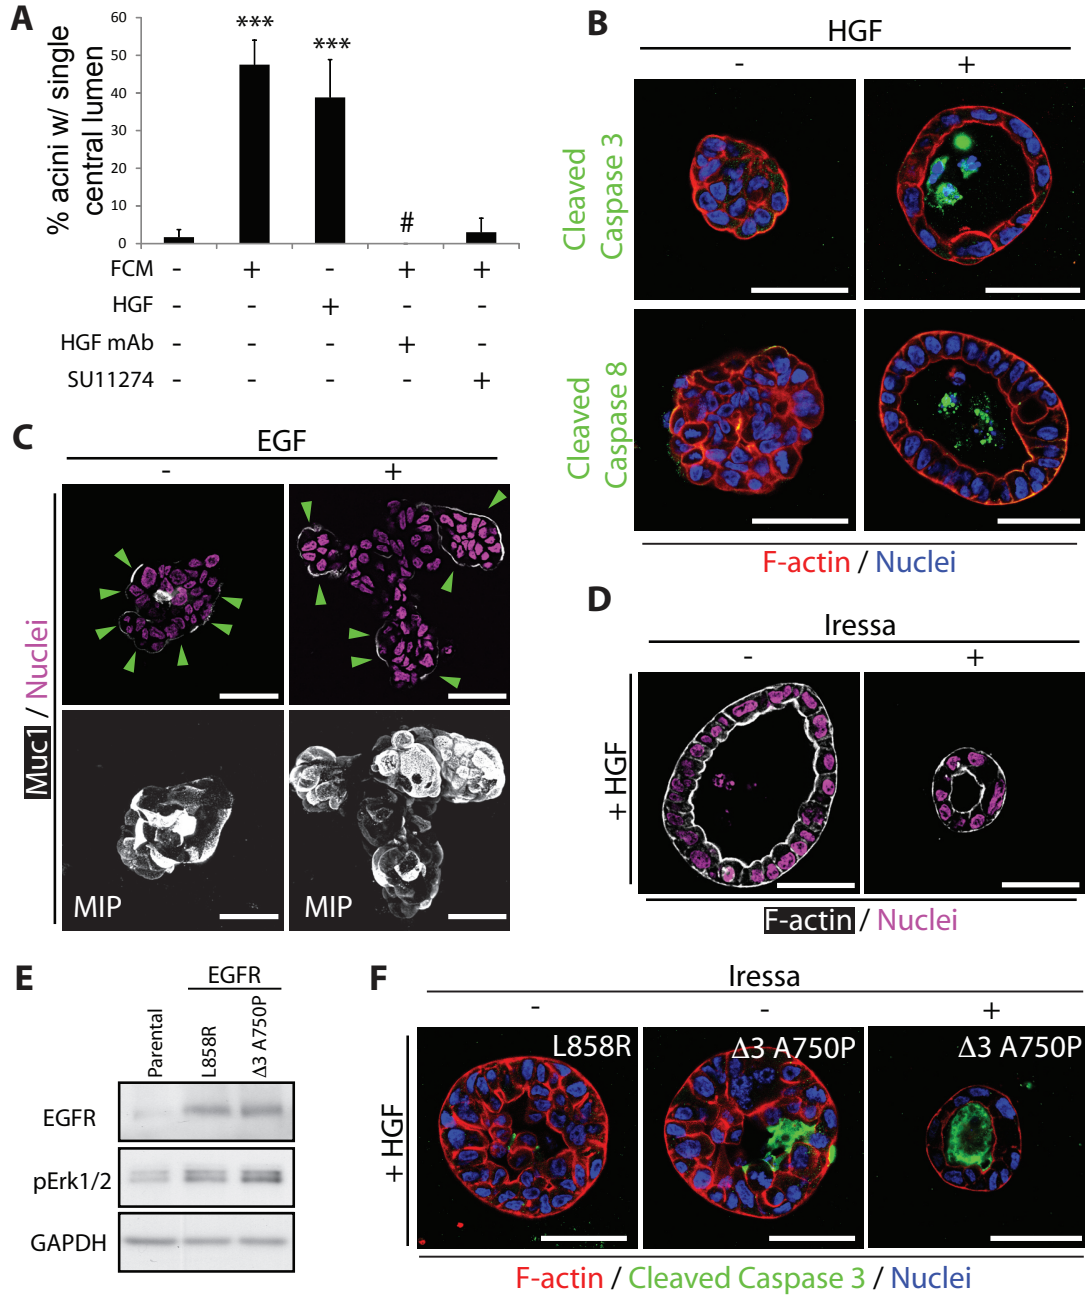 A
% acini w/ single
central lumen
60
50
40
30
20
10
0
***
***
#
FCM - + - + +
HGF - - + - -
HGF mAb - - - + -
SU11274 - - - - +
B
HGF
- +
Cleaved
Caspase 3
Cleaved
Caspase 8
F-actin / Nuclei
C
EGF
- +
Muc1 / Nuclei
MIP
MIP
D
Iressa
- +
+ HGF
F-actin / Nuclei
E
EGFR
Parental
L858R
Δ3 A750P
EGFR
pErk1/2
GAPDH
F
Iressa
- - +
+ HGF
L858R
Δ3 A750P
Δ3 A750P
F-actin / Cleaved Caspase 3 / Nuclei